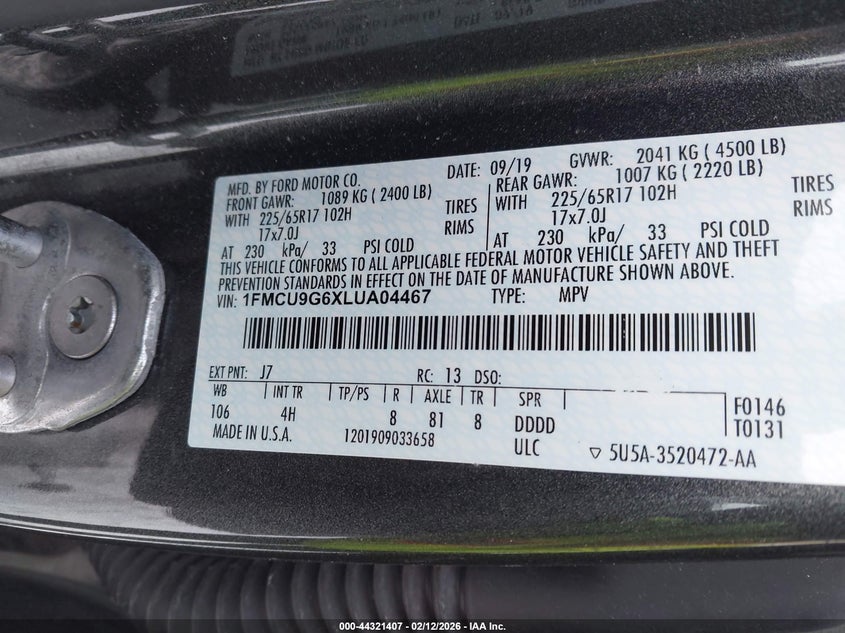 MFD. BY FORD MOTOR CO.
DATE: 09/19 GVWR: 2041 KG ( 4500 LB)
FRONT GAWR: 1089 KG ( 2400 LB)
REAR GAWR: 1007 KG ( 2220 LB)
WITH 225/65R17 102H TIRES
WITH 225/65R17 102H TIRES
17x7.0J RIMS
17x7.0J RIMS
AT 230 kPa/ 33 PSI COLD
AT 230 kPa/ 33 PSI COLD
THIS VEHICLE CONFORMS TO ALL APPLICABLE FEDERAL MOTOR VEHICLE SAFETY AND THEFT
PREVENTION STANDARDS IN EFFECT ON THE DATE OF MANUFACTURE SHOWN ABOVE.
VIN: 1FMCU9G6XLUA04467 TYPE: MPV
EXT PNT: J7 RC: 13 DSO:
WB INT TR TP/PS R AXLE TR SPR
106 4H 8 81 8 DDDD
F0146
T0131
MADE IN U.S.A. 1201909033658 ULC ▽ 5U5A-3520472-AA
000-44321407 - 02/12/2026 - IAA Inc.